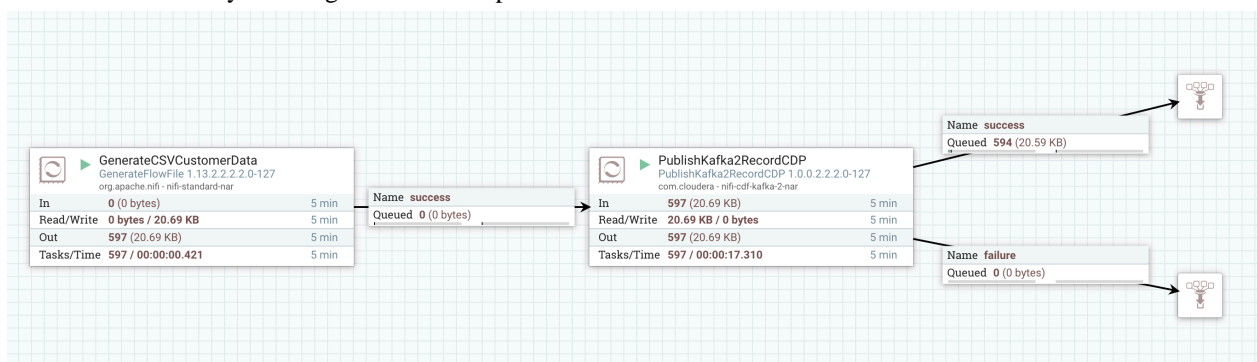 GenerateCSVCustomerData
GenerateFlowFile 1.13.2.2.2.2.0-127
org.apache.nifi - nifi-standard-nar
In 0 (0 bytes) 5 min
Read/Write 0 bytes / 20.69 KB 5 min
Out 597 (20.69 KB) 5 min
Tasks/Time 597 / 00:00:00.421 5 min
Name success
Queued 0 (0 bytes)
PublishKafka2RecordCDP
PublishKafka2RecordCDP 1.0.0.2.2.2.0-127
com.cloudera - nifi-cdf-kafka-2-nar
In 597 (20.69 KB) 5 min
Read/Write 20.69 KB / 0 bytes 5 min
Out 597 (20.69 KB) 5 min
Tasks/Time 597 / 00:00:17.310 5 min
Name success
Queued 594 (20.59 KB)
Name failure
Queued 0 (0 bytes)